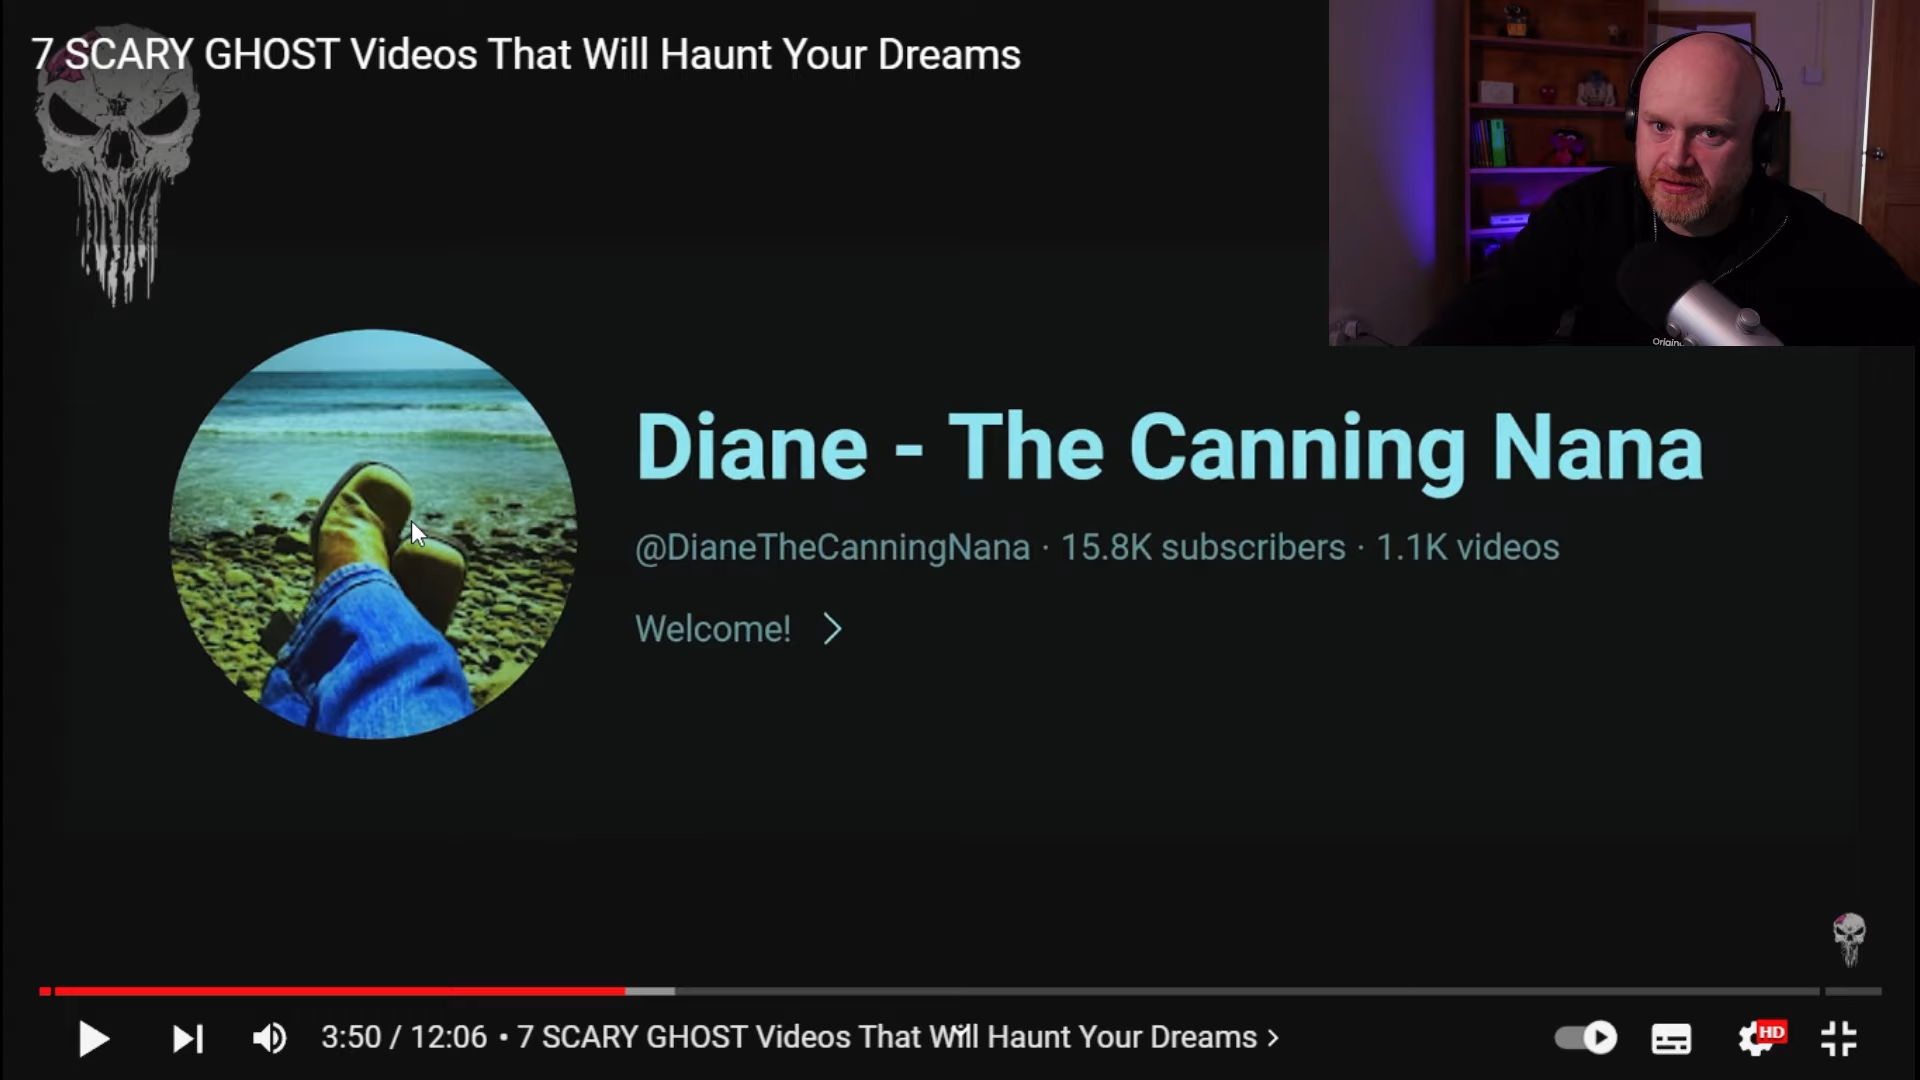 7 SCARY GHOST Videos That Will Haunt Your Dreams
Diane - The Canning Nana
@DianeTheCanningNana · 15.8K subscribers · 1.1K videos
Welcome!
3:50 / 12:06 • 7 SCARY GHOST Videos That Will Haunt Your Dreams
HD